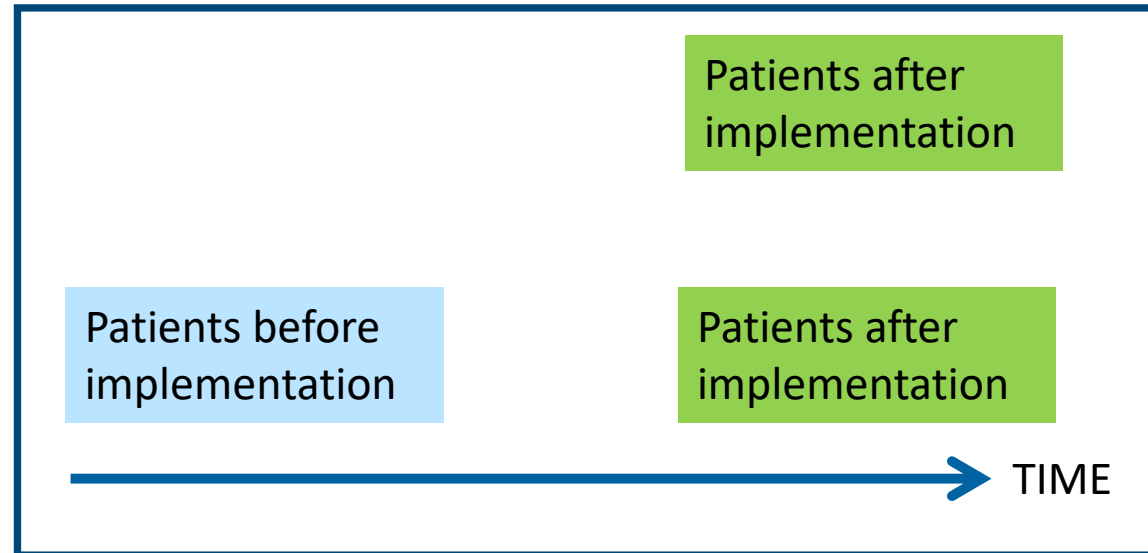 Patients after
implementation
Patients before
implementation
Patients after
implementation
TIME